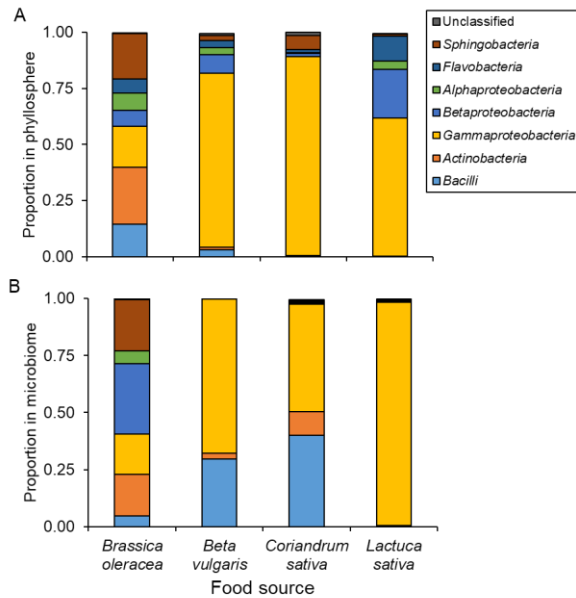 A
1.00
0.75
0.50
0.25
0.00
Proportion in phyllosphere
Unclassified
Sphingobacteria
Flavobacteria
Alphaproteobacteria
Betaproteobacteria
Gammaproteobacteria
Actinobacteria
Bacilli
B
1.00
0.75
0.50
0.25
0.00
Proportion in microbiome
Brassica
oleracea
Beta
vulgaris
Coriandrum
sativa
Lactuca
sativa
Food source